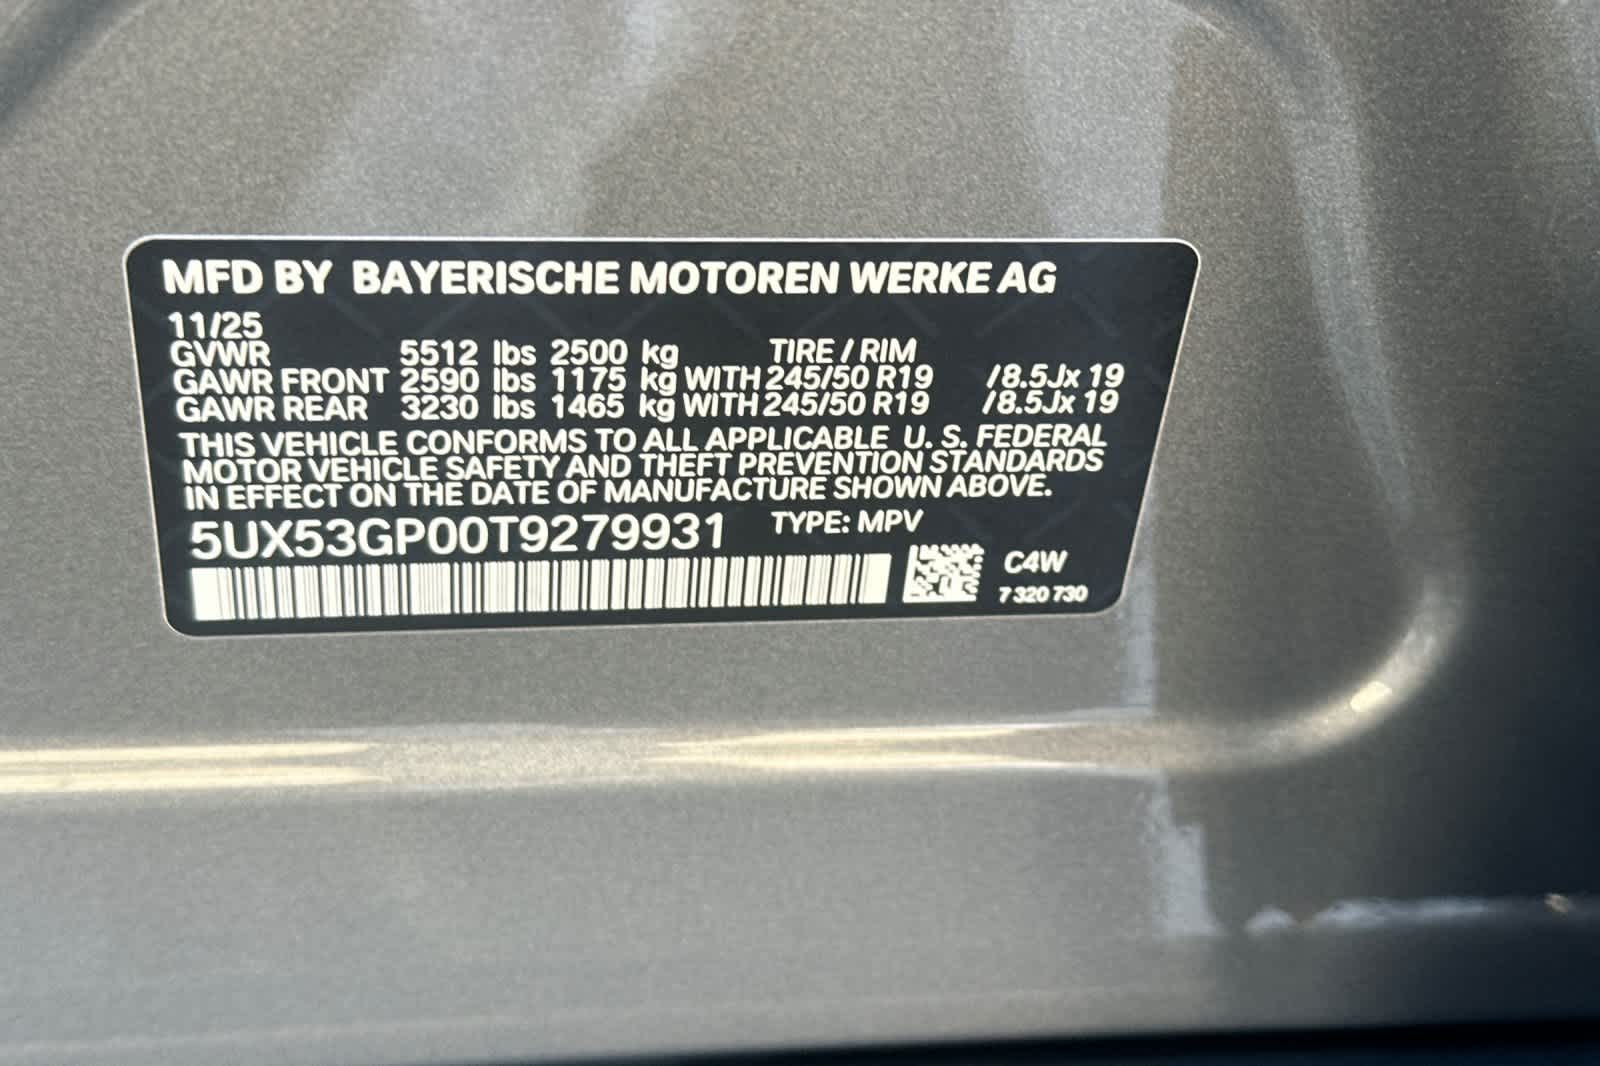 MFD BY BAYERISCHE MOTOREN WERKE AG
11/25
GVWR 5512 lbs 2500 kg TIRE / RIM
GAWR FRONT 2590 lbs 1175 kg WITH 245/50 R19 /8.5Jx 19
GAWR REAR 3230 lbs 1465 kg WITH 245/50 R19 /8.5Jx 19
THIS VEHICLE CONFORMS TO ALL APPLICABLE U. S. FEDERAL
MOTOR VEHICLE SAFETY AND THEFT PREVENTION STANDARDS
IN EFFECT ON THE DATE OF MANUFACTURE SHOWN ABOVE.
5UX53GP00T9279931 TYPE: MPV
C4W
7 320 730